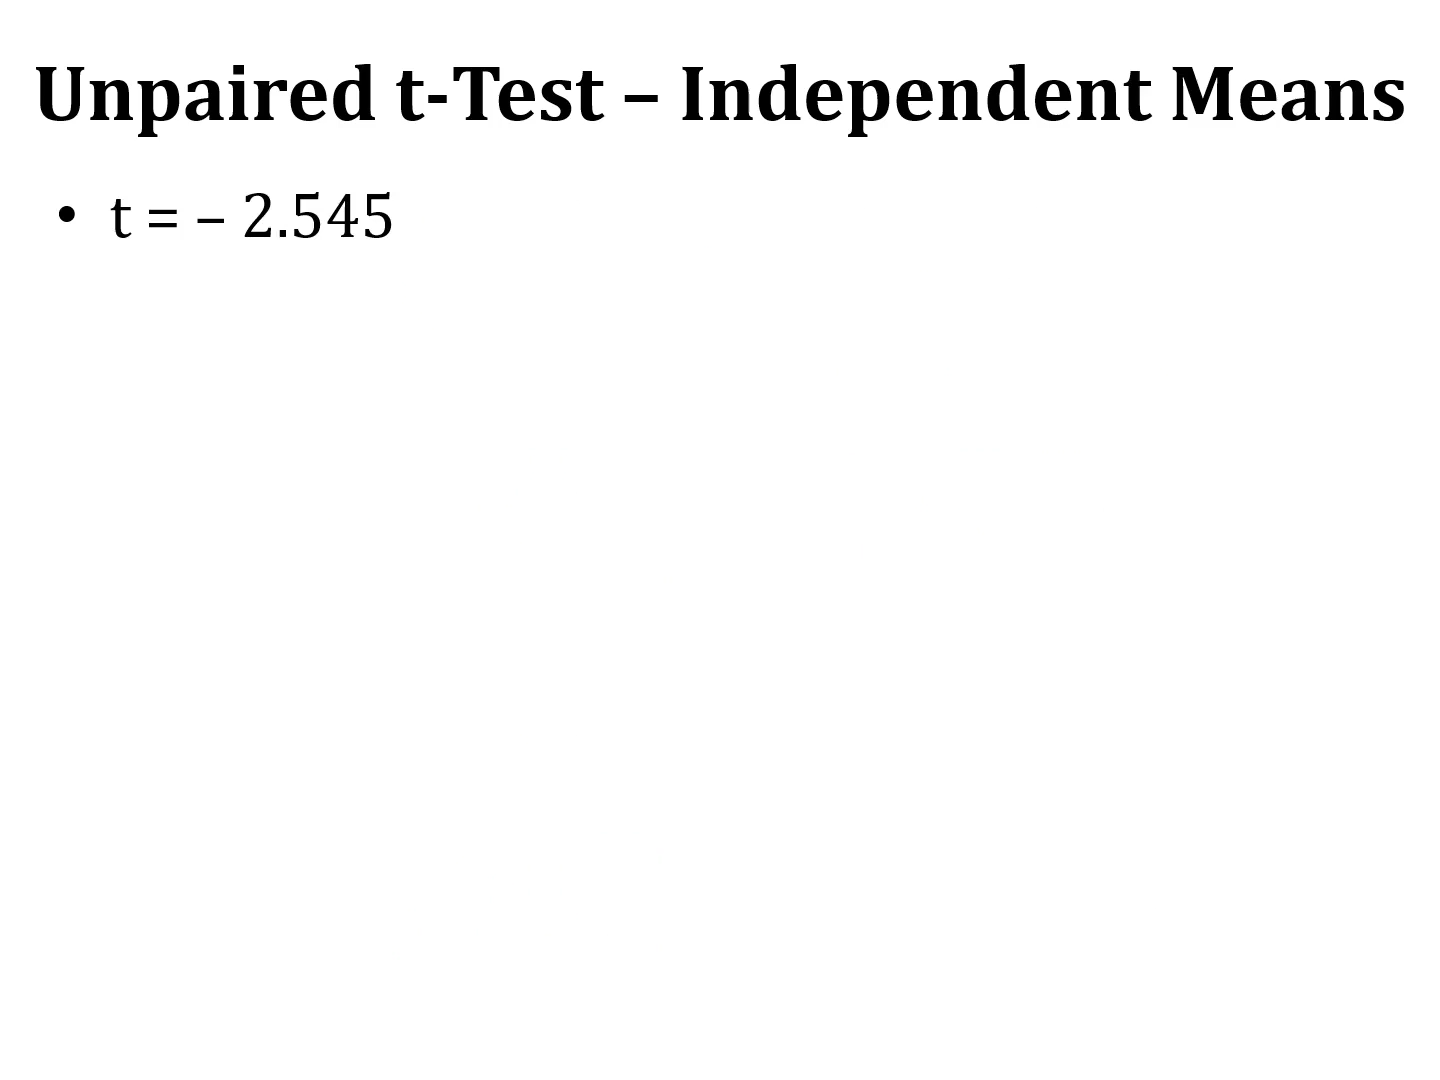 Unpaired t-Test – Independent Means
• t = – 2.545